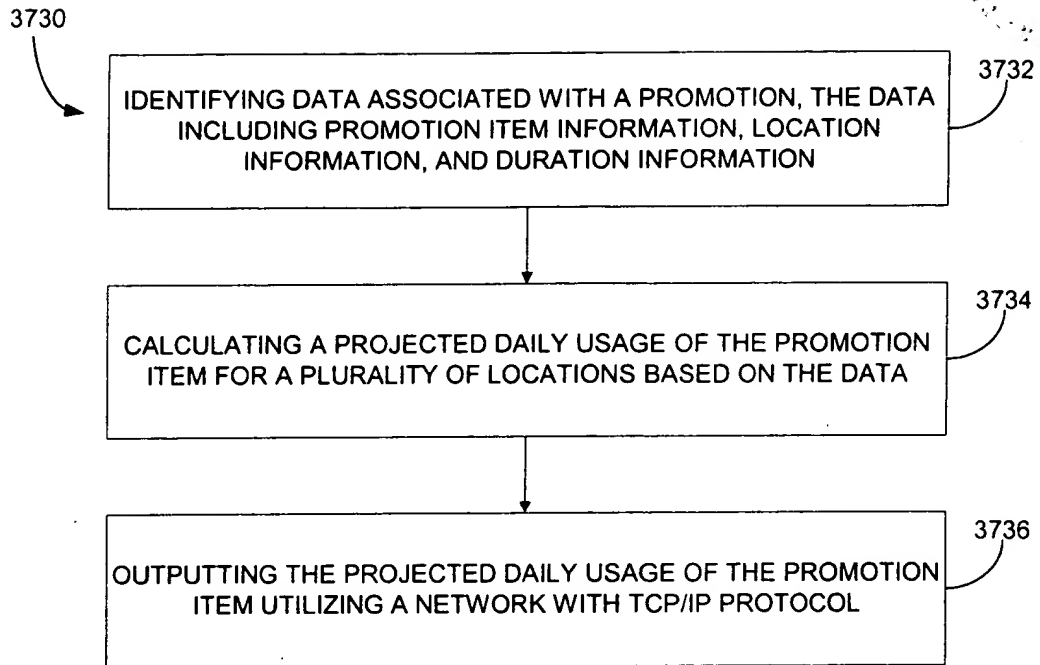 3730
3732
IDENTIFYING DATA ASSOCIATED WITH A PROMOTION, THE DATA
INCLUDING PROMOTION ITEM INFORMATION, LOCATION
INFORMATION, AND DURATION INFORMATION
3734
CALCULATING A PROJECTED DAILY USAGE OF THE PROMOTION
ITEM FOR A PLURALITY OF LOCATIONS BASED ON THE DATA
3736
OUTPUTTING THE PROJECTED DAILY USAGE OF THE PROMOTION
ITEM UTILIZING A NETWORK WITH TCP/IP PROTOCOL